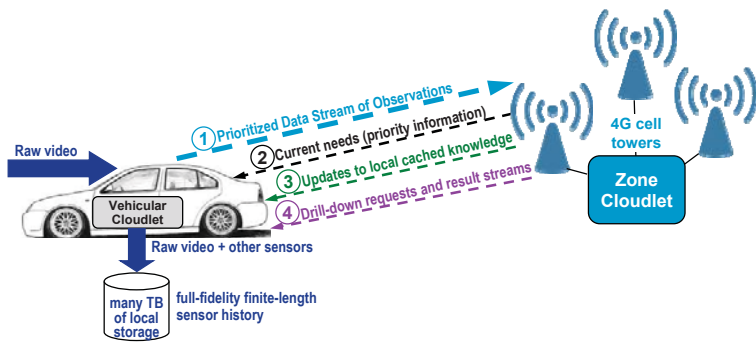 1 Prioritized Data Stream of Observations
2 Current needs (priority information)
3 Updates to local cached knowledge
4 Drill-down requests and result streams
4G cell
towers
Zone
Cloudlet
Raw video
Vehicular
Cloudlet
Raw video + other sensors
many TB
of local
storage
full-fidelity finite-length
sensor history